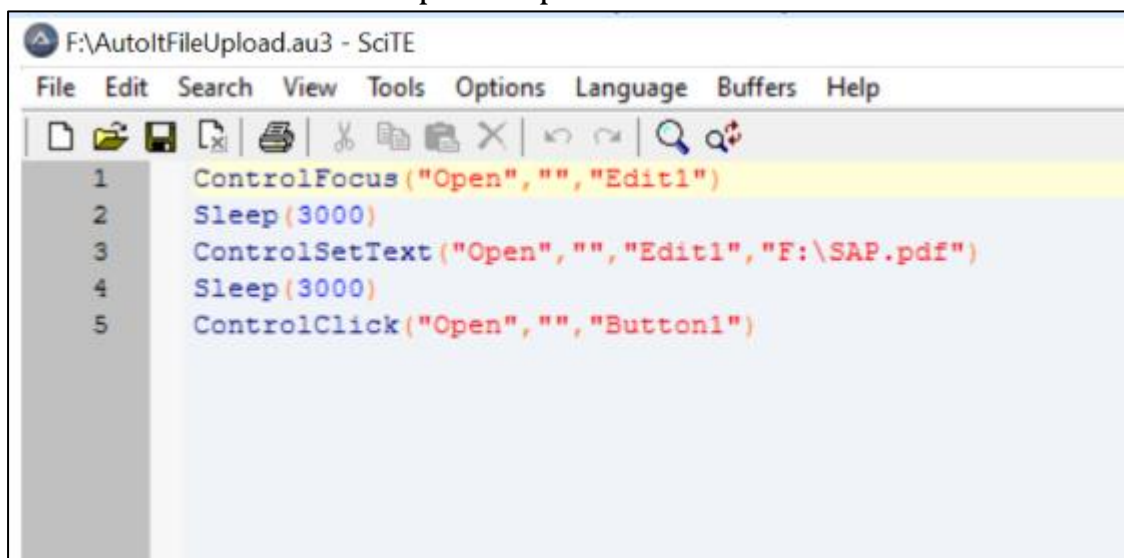 F:\AutoItFileUpload.au3 - SciTE
File Edit Search View Tools Options Language Buffers Help
1 ControlFocus("Open","","Edit1")
2 Sleep(3000)
3 ControlSetText("Open","","Edit1","F:\SAP.pdf")
4 Sleep(3000)
5 ControlClick("Open","","Button1")